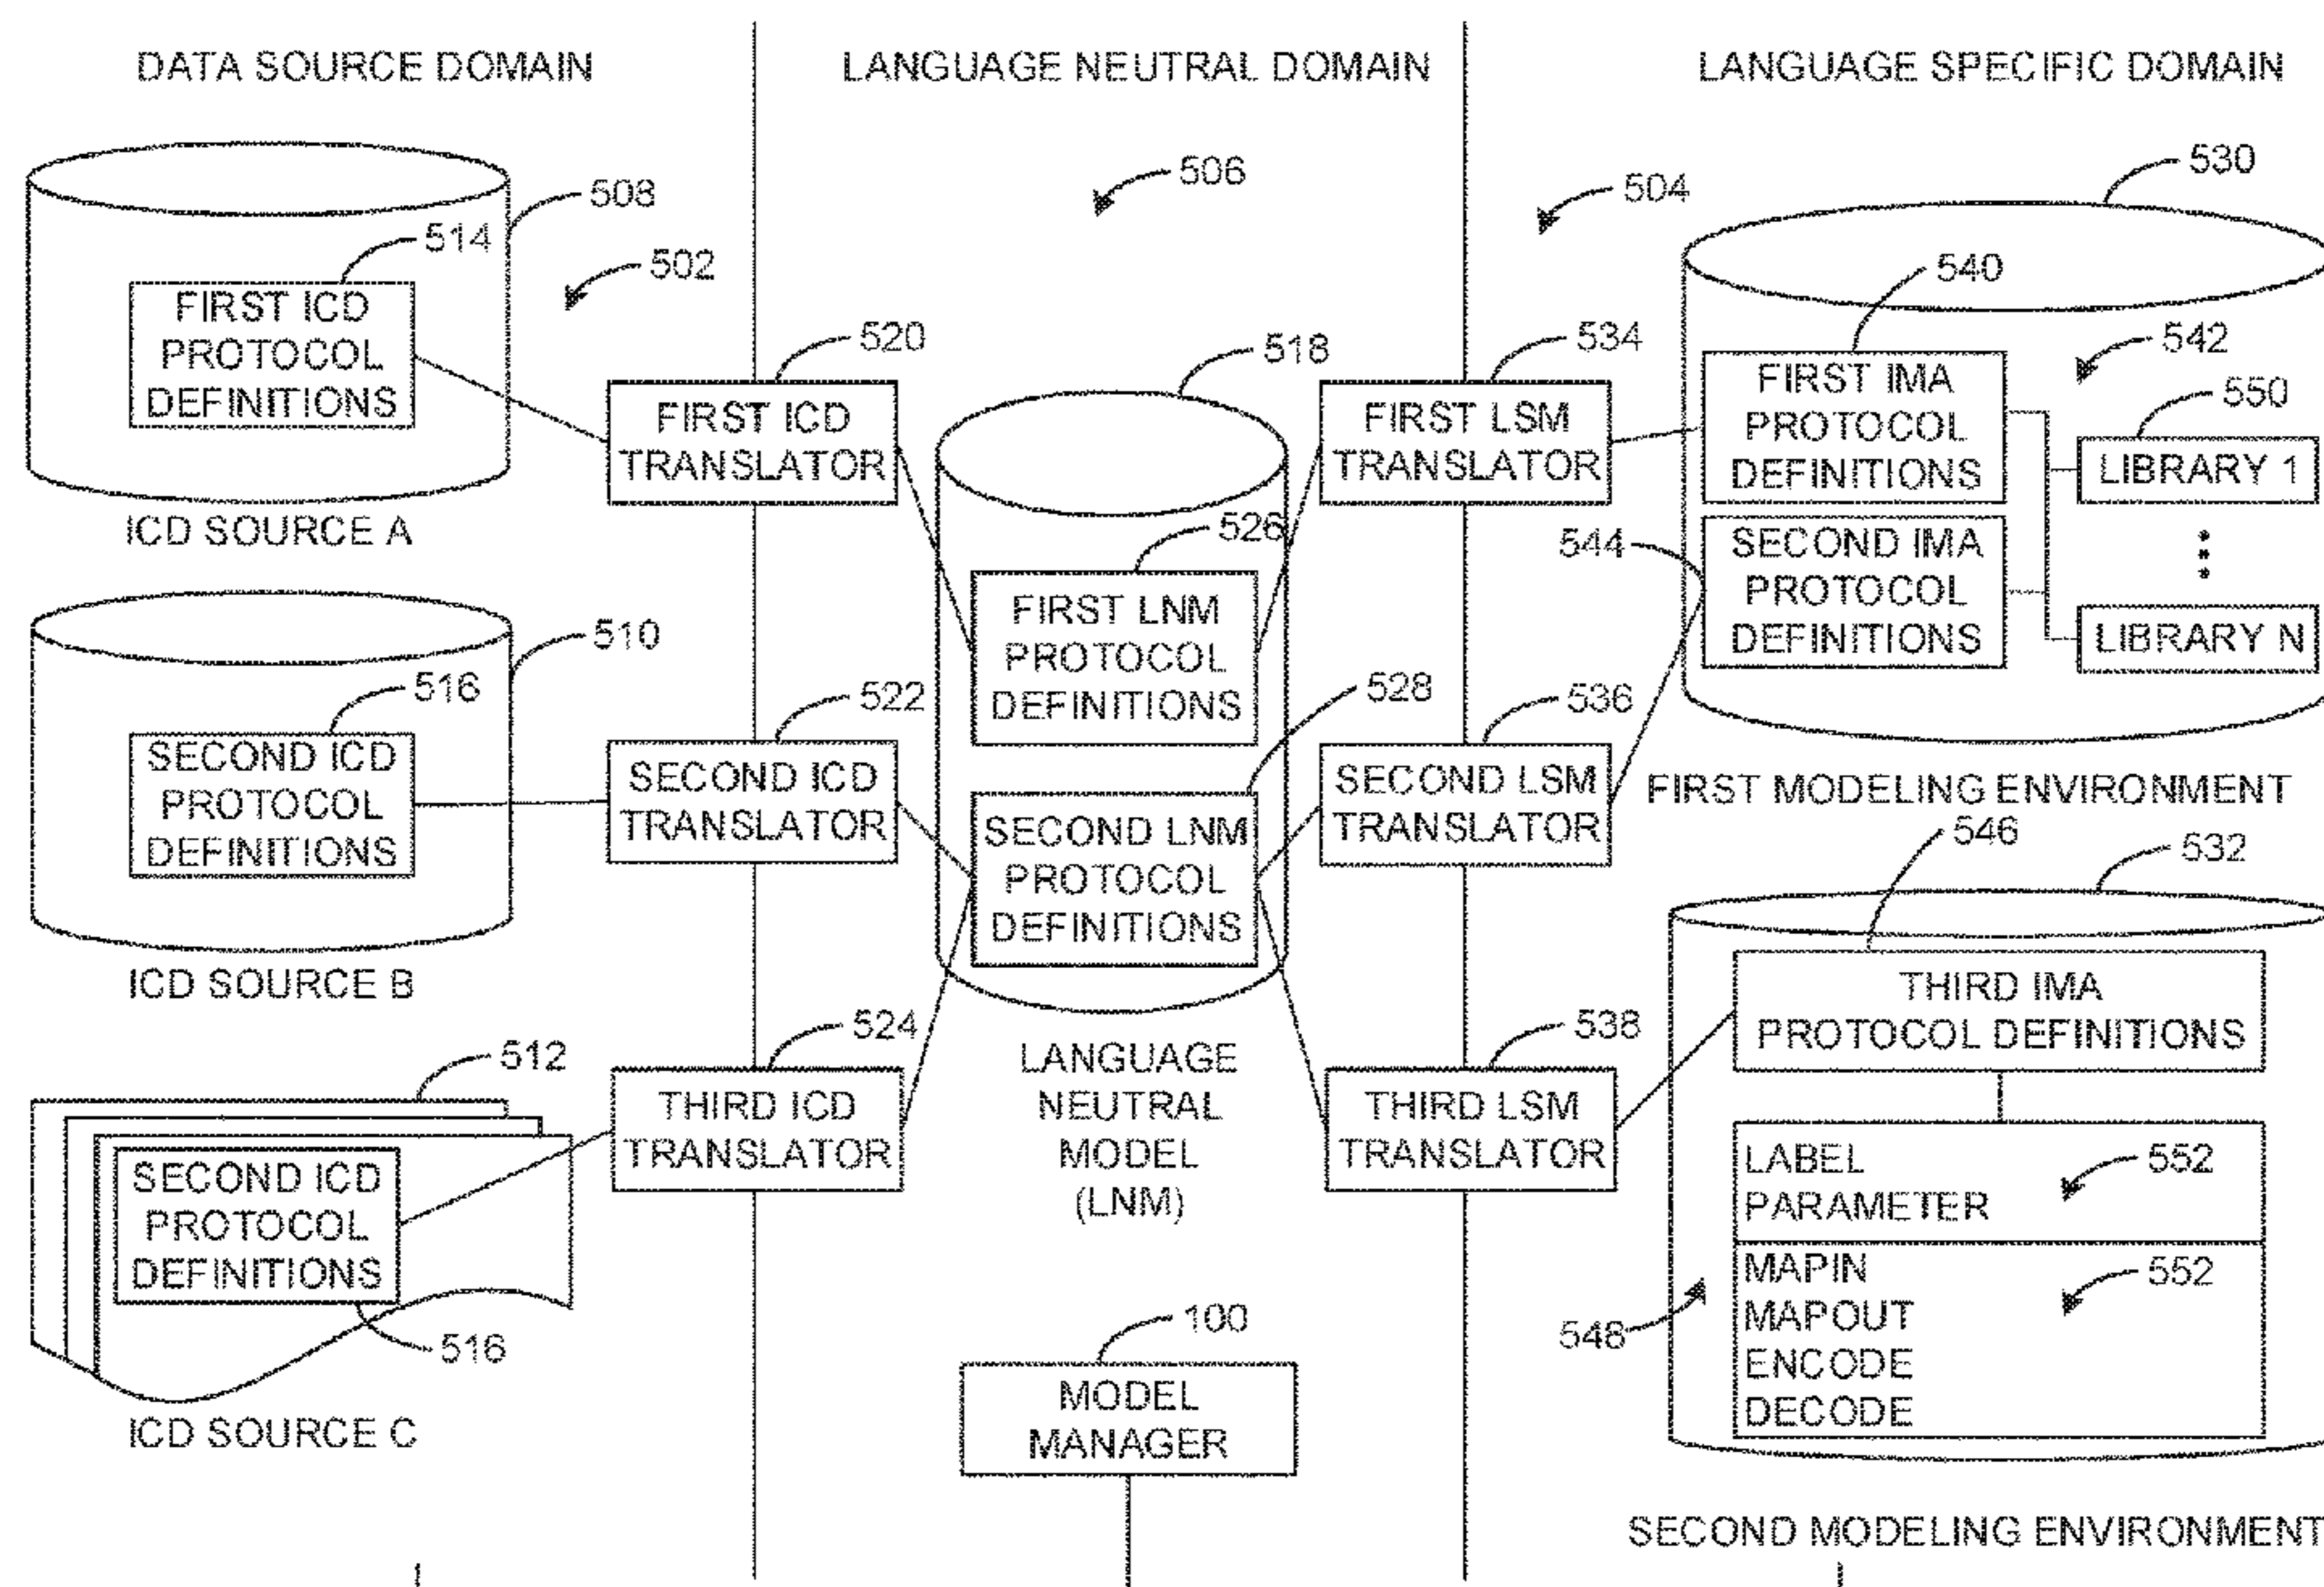 DATA SOURCE DOMAIN
LANGUAGE NEUTRAL DOMAIN
LANGUAGE SPECIFIC DOMAIN
508
514
502
FIRST ICD
PROTOCOL
DEFINITIONS
ICD SOURCE A
510
516
SECOND ICD
PROTOCOL
DEFINITIONS
ICD SOURCE B
512
SECOND ICD
PROTOCOL
DEFINITIONS
516
ICD SOURCE C
520
FIRST ICD
TRANSLATOR
522
SECOND ICD
TRANSLATOR
524
THIRD ICD
TRANSLATOR
506
518
526
FIRST LNM
PROTOCOL
DEFINITIONS
528
SECOND LNM
PROTOCOL
DEFINITIONS
LANGUAGE
NEUTRAL
MODEL
(LNM)
100
MODEL
MANAGER
504
534
FIRST LSM
TRANSLATOR
536
SECOND LSM
TRANSLATOR
538
THIRD LSM
TRANSLATOR
530
540
542
FIRST IMA
PROTOCOL
DEFINITIONS
550
LIBRARY 1
544
SECOND IMA
PROTOCOL
DEFINITIONS
LIBRARY N
FIRST MODELING ENVIRONMENT
546
532
THIRD IMA
PROTOCOL DEFINITIONS
LABEL
PARAMETER
552
MAPIN
MAPOUT
ENCODE
DECODE
552
548
SECOND MODELING ENVIRONMENT